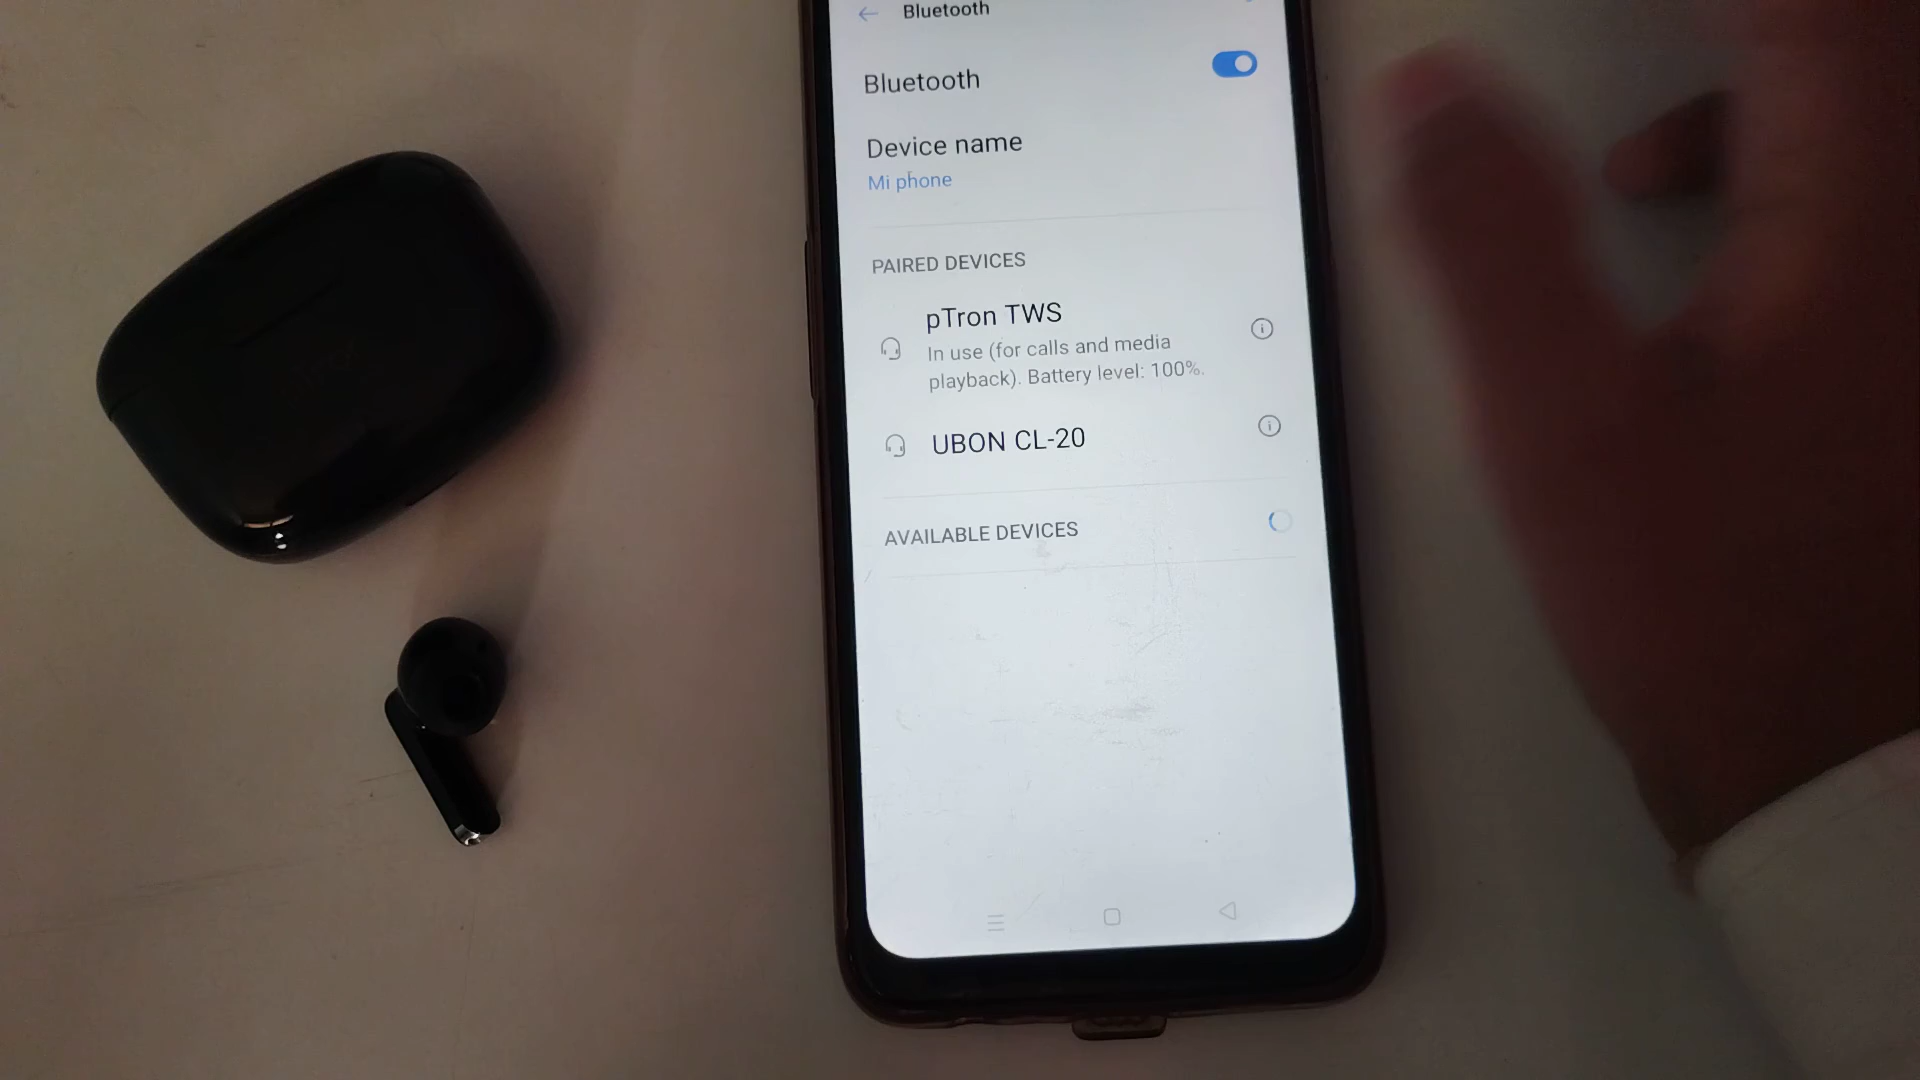 Bluetooth
Bluetooth
Device name
Mi phone
PAIRED DEVICES
pTron TWS
In use (for calls and media
playback). Battery level: 100%.
UBON CL-20
AVAILABLE DEVICES